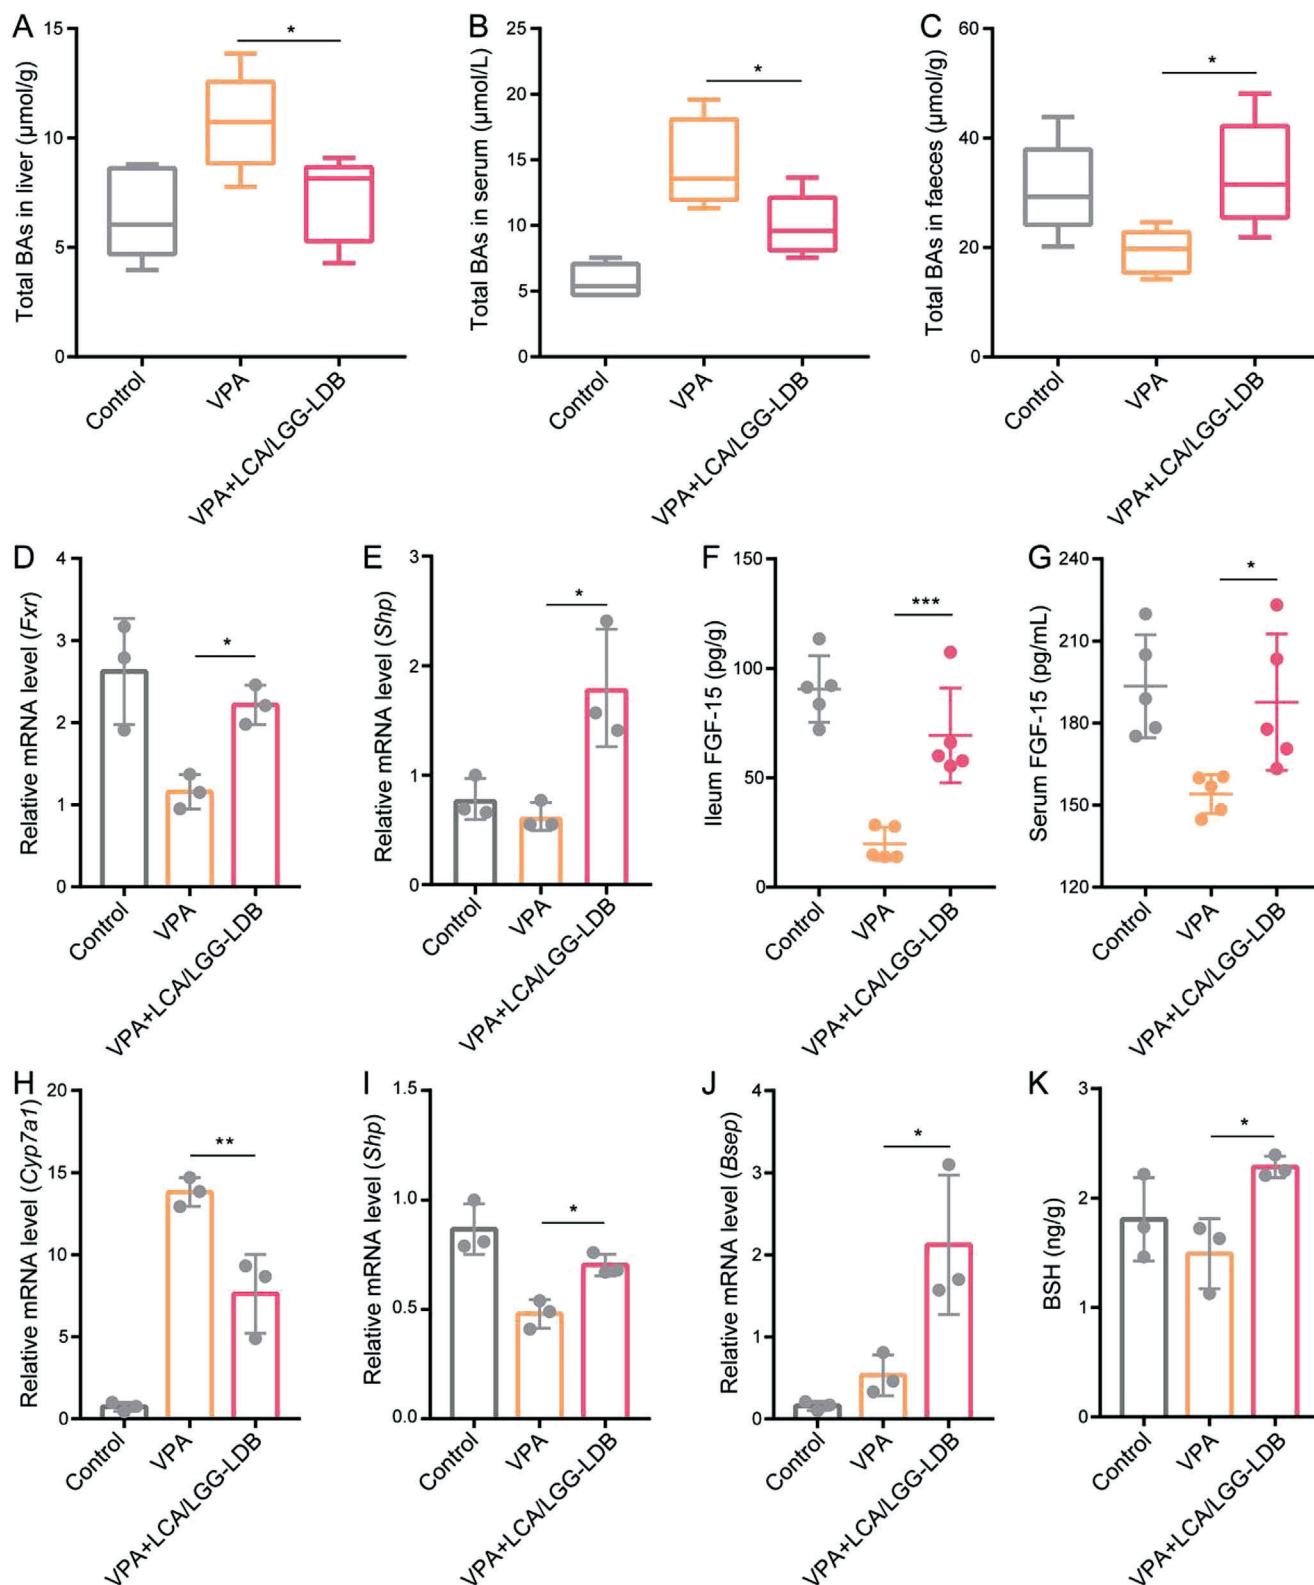 A
Total BAs in liver (μmol/g)
15
10
5
0
*
Control
VPA
VPA+LCA/LGG-LDB
B
Total BAs in serum (μmol/L)
25
20
15
10
5
0
*
Control
VPA
VPA+LCA/LGG-LDB
C
Total BAs in faeces (μmol/g)
60
40
20
0
*
Control
VPA
VPA+LCA/LGG-LDB
D
Relative mRNA level (Fxr)
4
3
2
1
0
*
Control
VPA
VPA+LCA/LGG-LDB
E
Relative mRNA level (Shp)
3
2
1
0
*
Control
VPA
VPA+LCA/LGG-LDB
F
Ileum FGF-15 (pg/g)
150
100
50
0
***
Control
VPA
VPA+LCA/LGG-LDB
G
Serum FGF-15 (pg/mL)
240
210
180
150
120
*
Control
VPA
VPA+LCA/LGG-LDB
H
Relative mRNA level (Cyp7a1)
20
15
10
5
0
**
Control
VPA
VPA+LCA/LGG-LDB
I
Relative mRNA level (Shp)
1.5
1.0
0.5
0.0
*
Control
VPA
VPA+LCA/LGG-LDB
J
Relative mRNA level (Bsep)
4
3
2
1
0
*
Control
VPA
VPA+LCA/LGG-LDB
K
BSH (ng/g)
3
2
1
0
*
Control
VPA
VPA+LCA/LGG-LDB